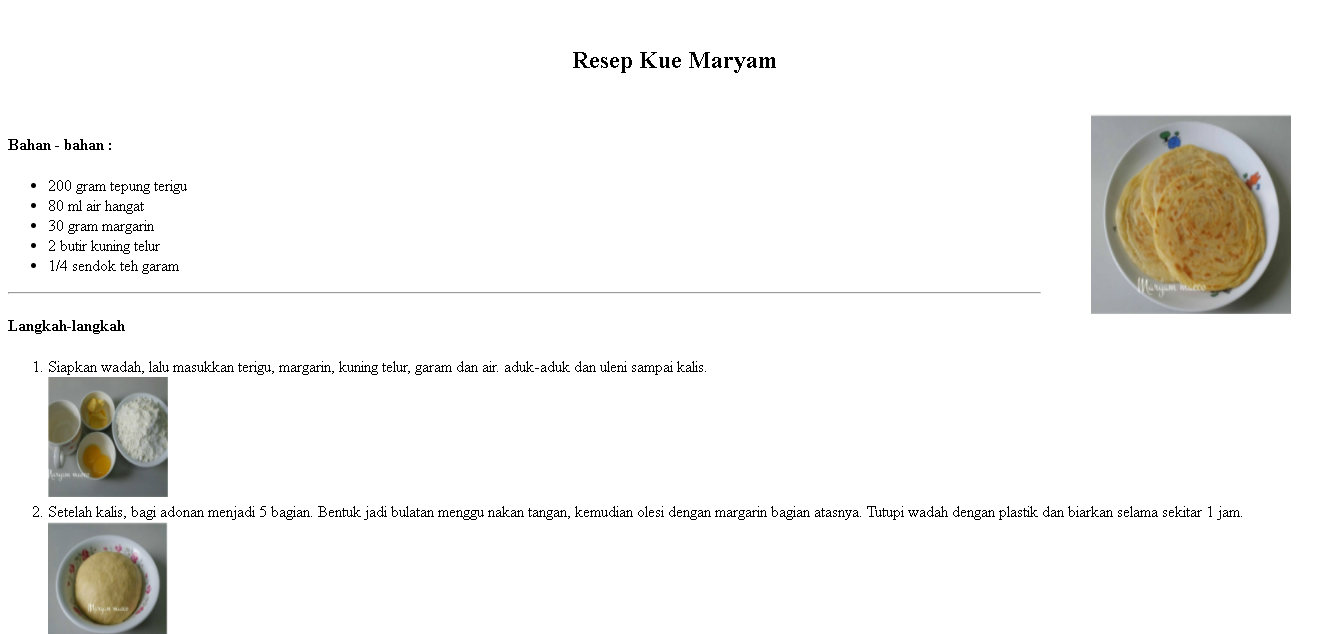 Resep Kue Maryam
Bahan - bahan :
200 gram tepung terigu
80 ml air hangat
30 gram margarin
2 butir kuning telur
1/4 sendok teh garam
Langkah-langkah
1. Siapkan wadah, lalu masukkan terigu, margarin, kuning telur, garam dan air. aduk-aduk dan uleni sampai kalis.
2. Setelah kalis, bagi adonan menjadi 5 bagian. Bentuk jadi bulatan menggu nakan tangan, kemudian olesi dengan margarin bagian atasnya. Tutupi wadah dengan plastik dan biarkan selama sekitar 1 jam.